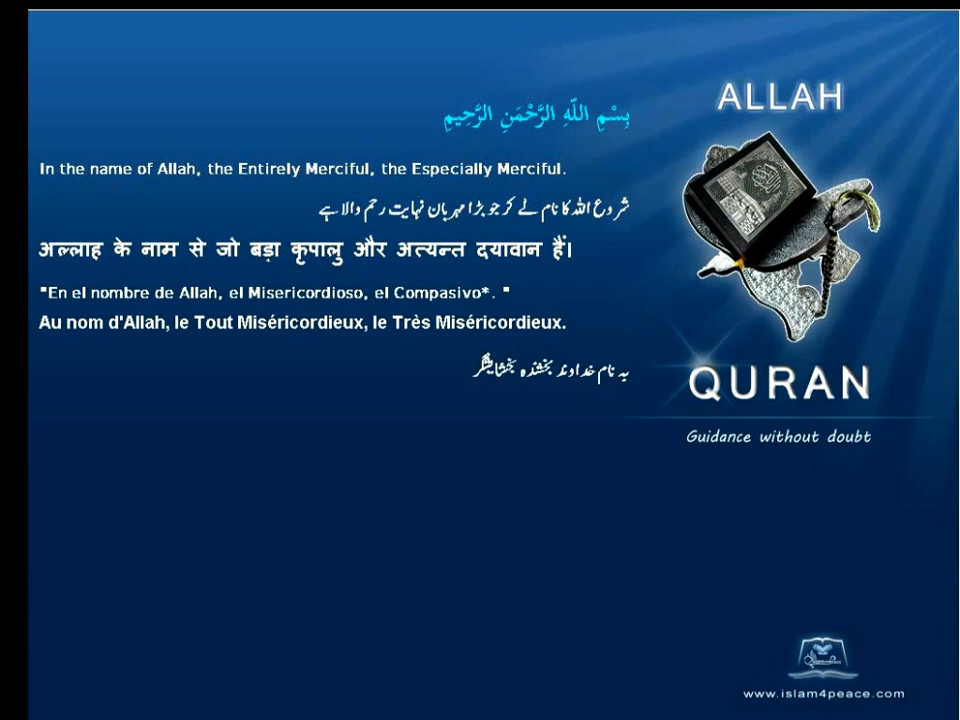 بِسْمِ اللّهِ الرَّحْمَنِ الرَّحِيمِ
In the name of Allah, the Entirely Merciful, the Especially Merciful.
شروع الله کا نام لے کر جو بڑا مہربان نہایت رحم والا ہے
अल्लाह के नाम से जो बड़ा कृपालु और अत्यन्त दयावान हैं।
"En el nombre de Allah, el Misericordioso, el Compasivo*. "
Au nom d'Allah, le Tout Miséricordieux, le Très Miséricordieux.
به نام خداوند بخشنده بخشایشگر
ALLAH
QURAN
Guidance without doubt
www.islam4peace.com